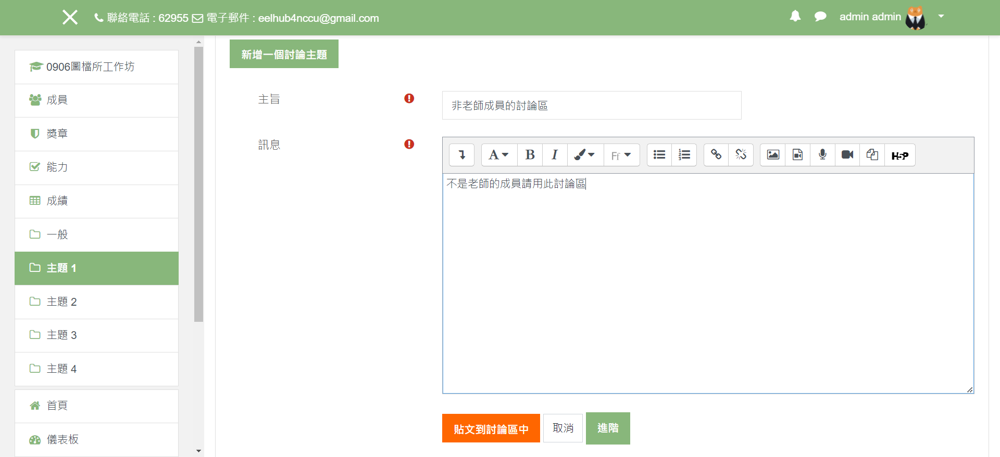 聯絡電話 : 62955 電子郵件 : eelhub4nccu@gmail.com
admin admin
0906圖檔所工作坊
成員
獎章
能力
成績
一般
主題 1
主題 2
主題 3
主題 4
首頁
儀表板
新增一個討論主題
主旨
非老師成員的討論區
訊息
A B I Ff H5P
不是老師的成員請用此討論區
貼文到討論區中 取消 進階